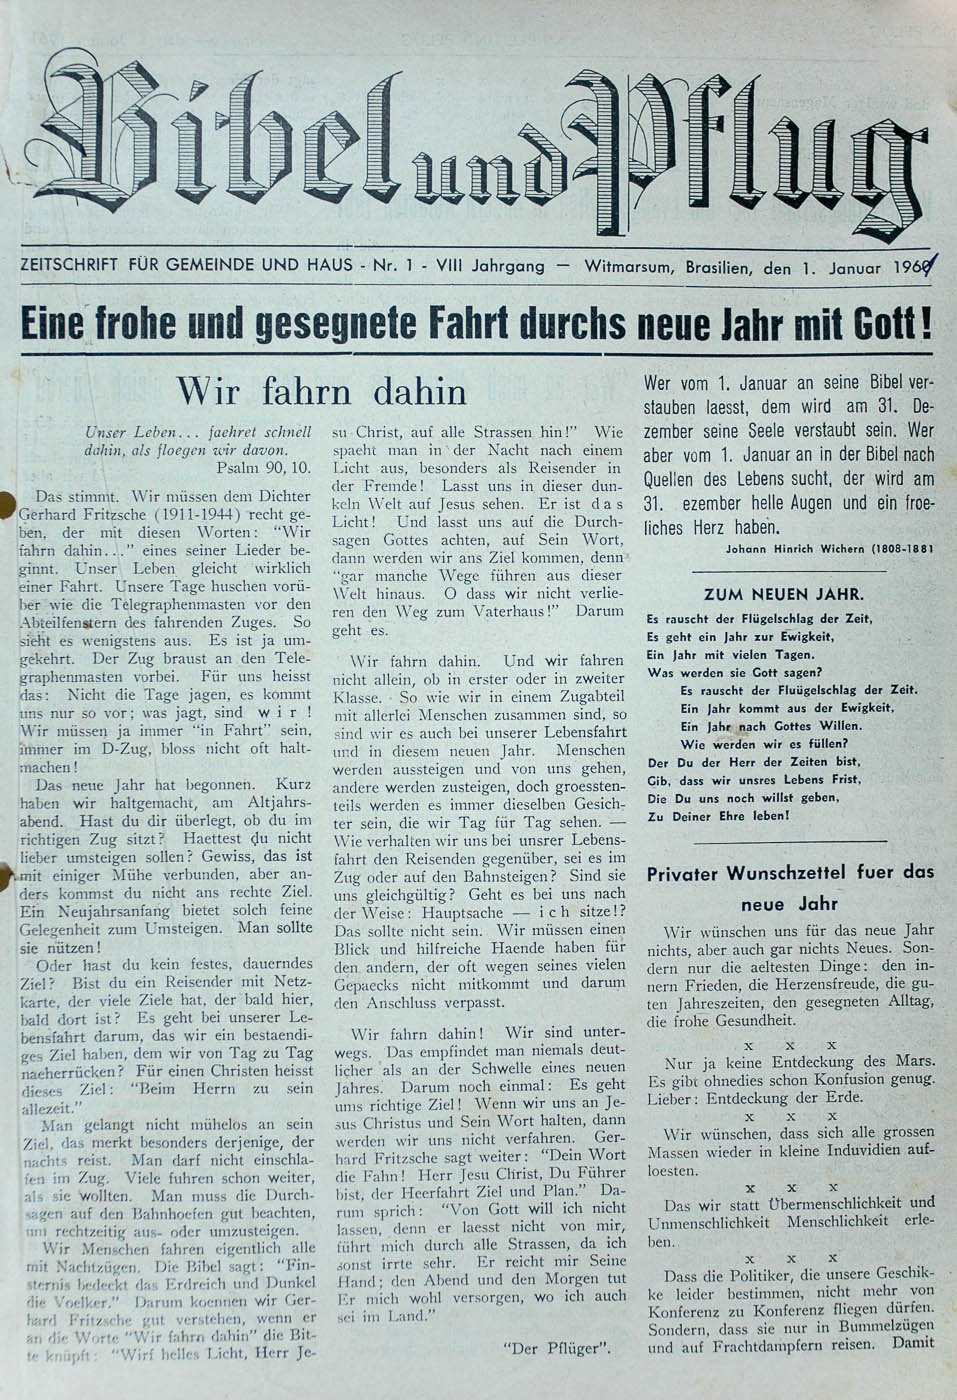 Bibel und Pflug
ZEITSCHRIFT FÜR GEMEINDE UND HAUS - Nr. 1 - VIII Jahrgang — Witmarsum, Brasilien, den 1. Januar 1961
Eine frohe und gesegnete Fahrt durchs neue Jahr mit Gott!
Wir fahrn dahin
Unser Leben... jaehret schnell
dahin, als floegen wir davon.
Psalm 90, 10.
Das stimmt. Wir müssen dem Dichter
Gerhard Fritzsche (1911-1944) recht ge-
ben, der mit diesen Worten: "Wir
fahrn dahin..." eines seiner Lieder be-
ginnt. Unser Leben gleicht wirklich
einer Fahrt. Unsere Tage huschen vorü-
ber wie die Telegraphenmasten vor den
Abteilfenstern des fahrenden Zuges. So
sieht es wenigstens aus. Es ist ja um-
gekehrt. Der Zug braust an den Tele-
graphenmasten vorbei. Für uns heisst
das: Nicht die Tage jagen, es kommt
uns nur so vor; was jagt, sind w i r !
Wir müssen ja immer "in Fahrt" sein,
immer im D-Zug, bloss nicht oft halt-
machen!
Das neue Jahr hat begonnen. Kurz
haben wir haltgemacht, am Altjahrs-
abend. Hast du dir überlegt, ob du im
richtigen Zug sitzt? Haettest du nicht
lieber umsteigen sollen? Gewiss, das ist
mit einiger Mühe verbunden, aber an-
ders kommst du nicht ans rechte Ziel.
Ein Neujahrsanfang bietet solch feine
Gelegenheit zum Umsteigen. Man sollte
sie nützen!
Oder hast du kein festes, dauerndes
Ziel? Bist du ein Reisender mit Netz-
karte, der viele Ziele hat, der bald hier,
bald dort ist? Es geht bei unserer Le-
bensfahrt darum, das wir ein bestaendi-
ges Ziel haben, dem wir von Tag zu Tag
naeherrücken? Für einen Christen heisst
dieses Ziel: "Beim Herrn zu sein
allezeit."
Man gelangt nicht mühelos an sein
Ziel, das merkt besonders derjenige, der
nachts reist. Man darf nicht einschla-
fen im Zug. Viele fuhren schon weiter,
als sie wollten. Man muss die Durch-
sagen auf den Bahnhoefen gut beachten,
um rechtzeitig aus- oder umzusteigen.
Wir Menschen fahren eigentlich alle
mit Nachtzügen. Die Bibel sagt: "Fin-
sternis bedeckt das Erdreich und Dunkel
die Voelker." Darum koennen wir Ger-
hard Fritzsche gut verstehen, wenn er
an die Worte "Wir fahrn dahin" die Bit-
te knüpft: "Wirf helles Licht, Herr Je-
su Christ, auf alle Strassen hin!" Wie
spaeht man in der Nacht nach einem
Licht aus, besonders als Reisender in
der Fremde! Lasst uns in dieser dun-
keln Welt auf Jesus sehen. Er ist d a s
Licht! Und lasst uns auf die Durch-
sagen Gottes achten, auf Sein Wort,
dann werden wir ans Ziel kommen, denn
"gar manche Wege führen aus dieser
Welt hinaus. O dass wir nicht verlie-
ren den Weg zum Vaterhaus!" Darum
geht es.
Wir fahrn dahin. Und wir fahren
nicht allein, ob in erster oder in zweiter
Klasse. So wie wir in einem Zugabteil
mit allerlei Menschen zusammen sind, so
sind wir es auch bei unserer Lebensfahrt
und in diesem neuen Jahr. Menschen
werden aussteigen und von uns gehen,
andere werden zusteigen, doch groessten-
teils werden es immer dieselben Gesich-
ter sein, die wir Tag für Tag sehen. —
Wie verhalten wir uns bei unsrer Lebens-
fahrt den Reisenden gegenüber, sei es im
Zug oder auf den Bahnsteigen? Sind sie
uns gleichgültig? Geht es bei uns nach
der Weise: Hauptsache — i c h sitze!?
Das sollte nicht sein. Wir müssen einen
Blick und hilfreiche Haende haben für
den andern, der oft wegen seines vielen
Gepaecks nicht mitkommt und darum
den Anschluss verpasst.
Wir fahrn dahin! Wir sind unter-
wegs. Das empfindet man niemals deut-
licher als an der Schwelle eines neuen
Jahres. Darum noch einmal: Es geht
ums richtige Ziel! Wenn wir uns an Je-
sus Christus und Sein Wort halten, dann
werden wir uns nicht verfahren. Ger-
hard Fritzsche sagt weiter: "Dein Wort
die Fahn! Herr Jesu Christ, Du Führer
bist, der Heerfahrt Ziel und Plan." Da-
rum sprich: "Von Gott will ich nicht
lassen, denn er laesst nicht von mir,
führt mich durch alle Strassen, da ich
sonst irrte sehr. Er reicht mir Seine
Hand; den Abend und den Morgen tut
Er mich wohl versorgen, wo ich auch
sei im Land."
"Der Pflüger".
Wer vom 1. Januar an seine Bibel ver-
stauben laesst, dem wird am 31. De-
zember seine Seele verstaubt sein. Wer
aber vom 1. Januar an in der Bibel nach
Quellen des Lebens sucht, der wird am
31. ezember helle Augen und ein froe-
liches Herz haben.
Johann Hinrich Wichern (1808-1881
ZUM NEUEN JAHR.
Es rauscht der Flügelschlag der Zeit,
Es geht ein Jahr zur Ewigkeit,
Ein Jahr mit vielen Tagen.
Was werden sie Gott sagen?
Es rauscht der Fluügelschlag der Zeit.
Ein Jahr kommt aus der Ewigkeit,
Ein Jahr nach Gottes Willen.
Wie werden wir es füllen?
Der Du der Herr der Zeiten bist,
Gib, dass wir unsres Lebens Frist,
Die Du uns noch willst geben,
Zu Deiner Ehre leben!
Privater Wunschzettel fuer das
neue Jahr
Wir wünschen uns für das neue Jahr
nichts, aber auch gar nichts Neues. Son-
dern nur die aeltesten Dinge: den in-
nern Frieden, die Herzensfreude, die gu-
ten Jahreszeiten, den gesegneten Alltag,
die frohe Gesundheit.
x x x
Nur ja keine Entdeckung des Mars.
Es gibt ohnedies schon Konfusion genug.
Lieber: Entdeckung der Erde.
x x x
Wir wünschen, dass sich alle grossen
Massen wieder in kleine Induvidien auf-
loesten.
x x x
Das wir statt Übermenschlichkeit und
Unmenschlichkeit Menschlichkeit erle-
ben.
x x x
Dass die Politiker, die unsere Geschik-
ke leider bestimmen, nicht mehr von
Konferenz zu Konferenz fliegen dürfen.
Sondern, dass sie nur in Bummelzügen
und auf Frachtdampfern reisen. Damit